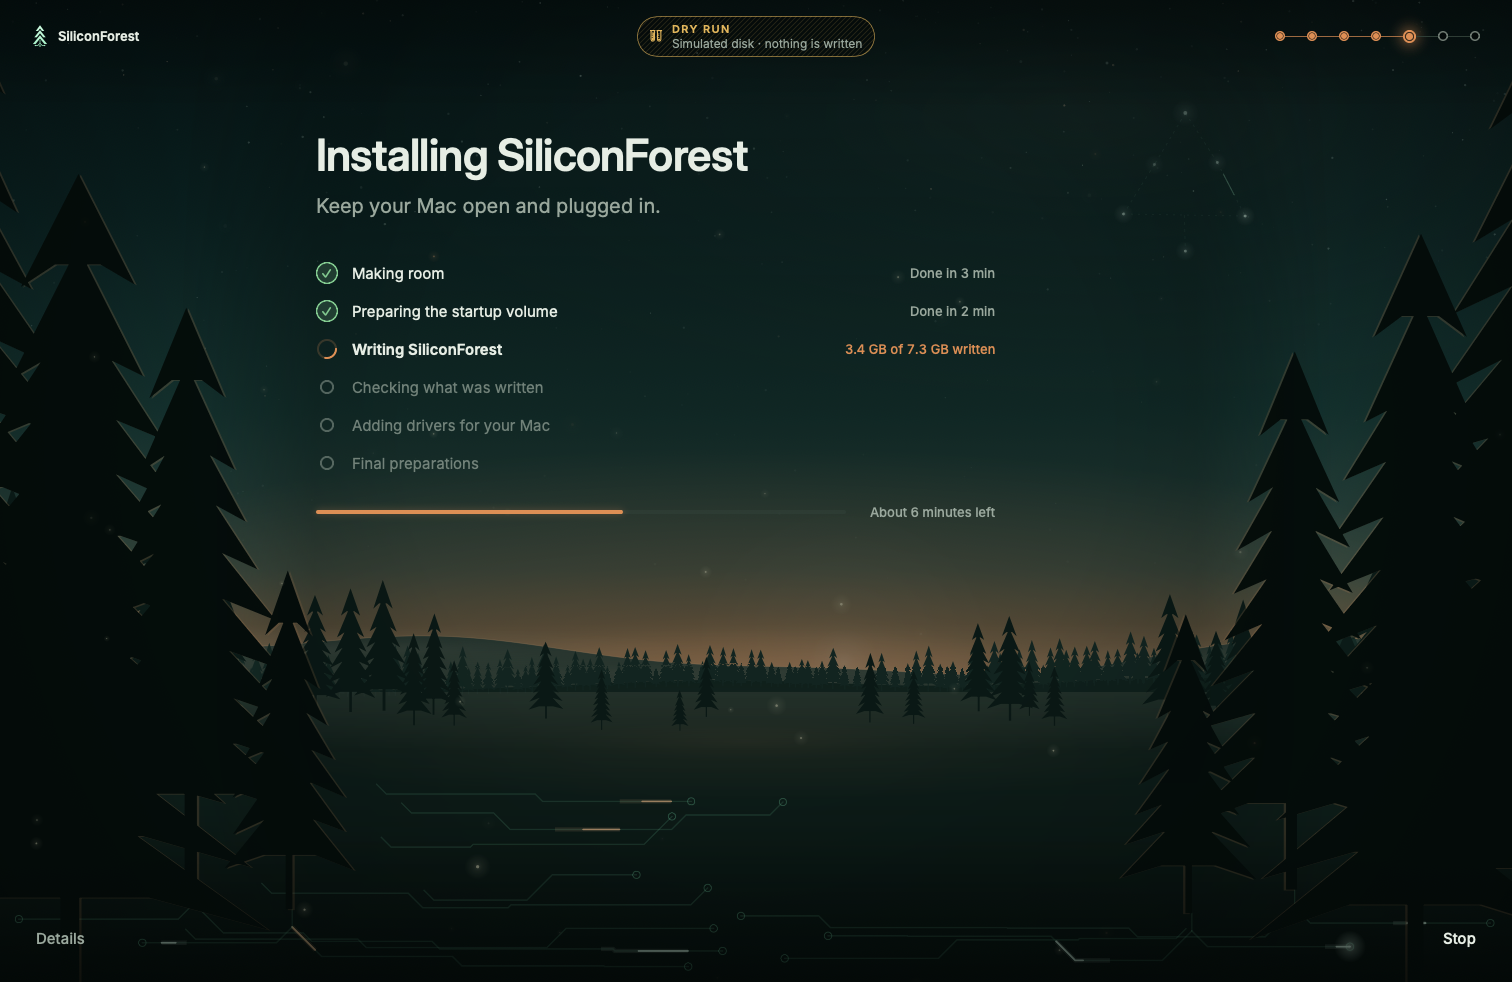 SiliconForest
DRY RUN
Simulated disk · nothing is written
Installing SiliconForest
Keep your Mac open and plugged in.
Making room
Done in 3 min
Preparing the startup volume
Done in 2 min
Writing SiliconForest
3.4 GB of 7.3 GB written
Checking what was written
Adding drivers for your Mac
Final preparations
About 6 minutes left
Details
Stop